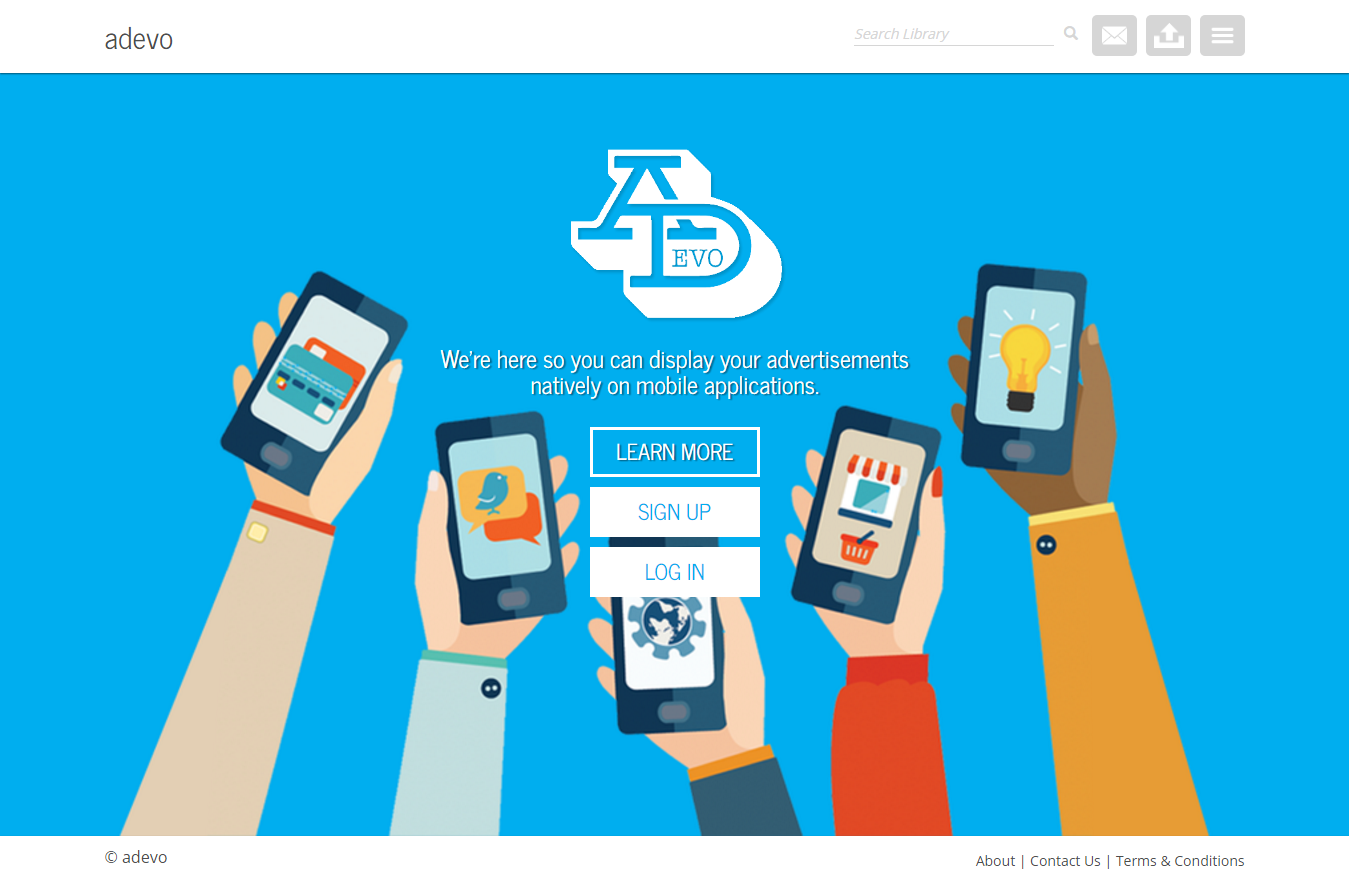 adevo
Search Library
AD
EVO
We're here so you can display your advertisements
natively on mobile applications.
LEARN MORE
SIGN UP
LOG IN
© adevo
About | Contact Us | Terms & Conditions